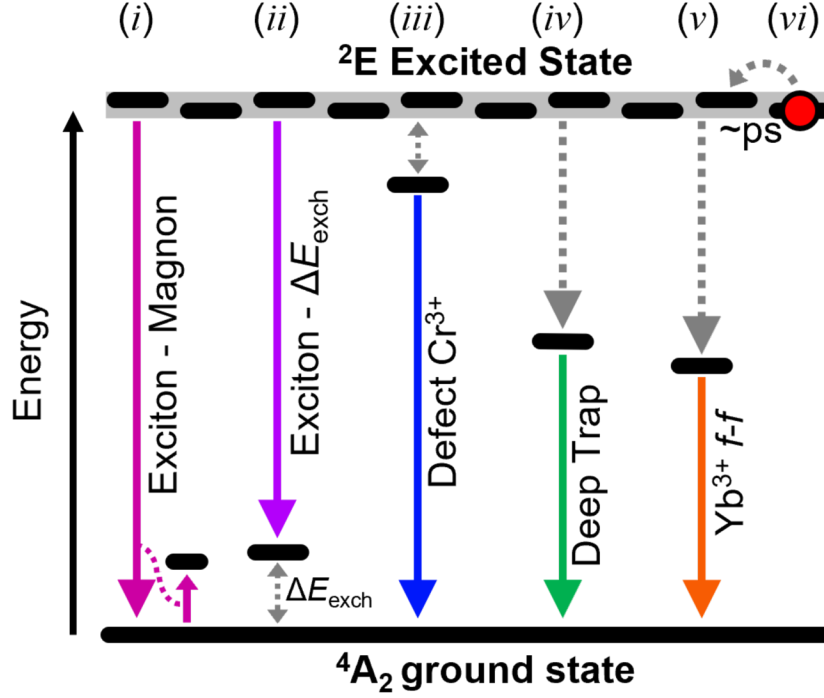 (i) (ii) (iii) (iv) (v) (vi)
²E Excited State
~ps
Energy
Exciton - Magnon
Exciton - ΔE_exch
Defect Cr³⁺
Deep Trap
Yb³⁺ f-f
ΔE_exch
⁴A₂ ground state